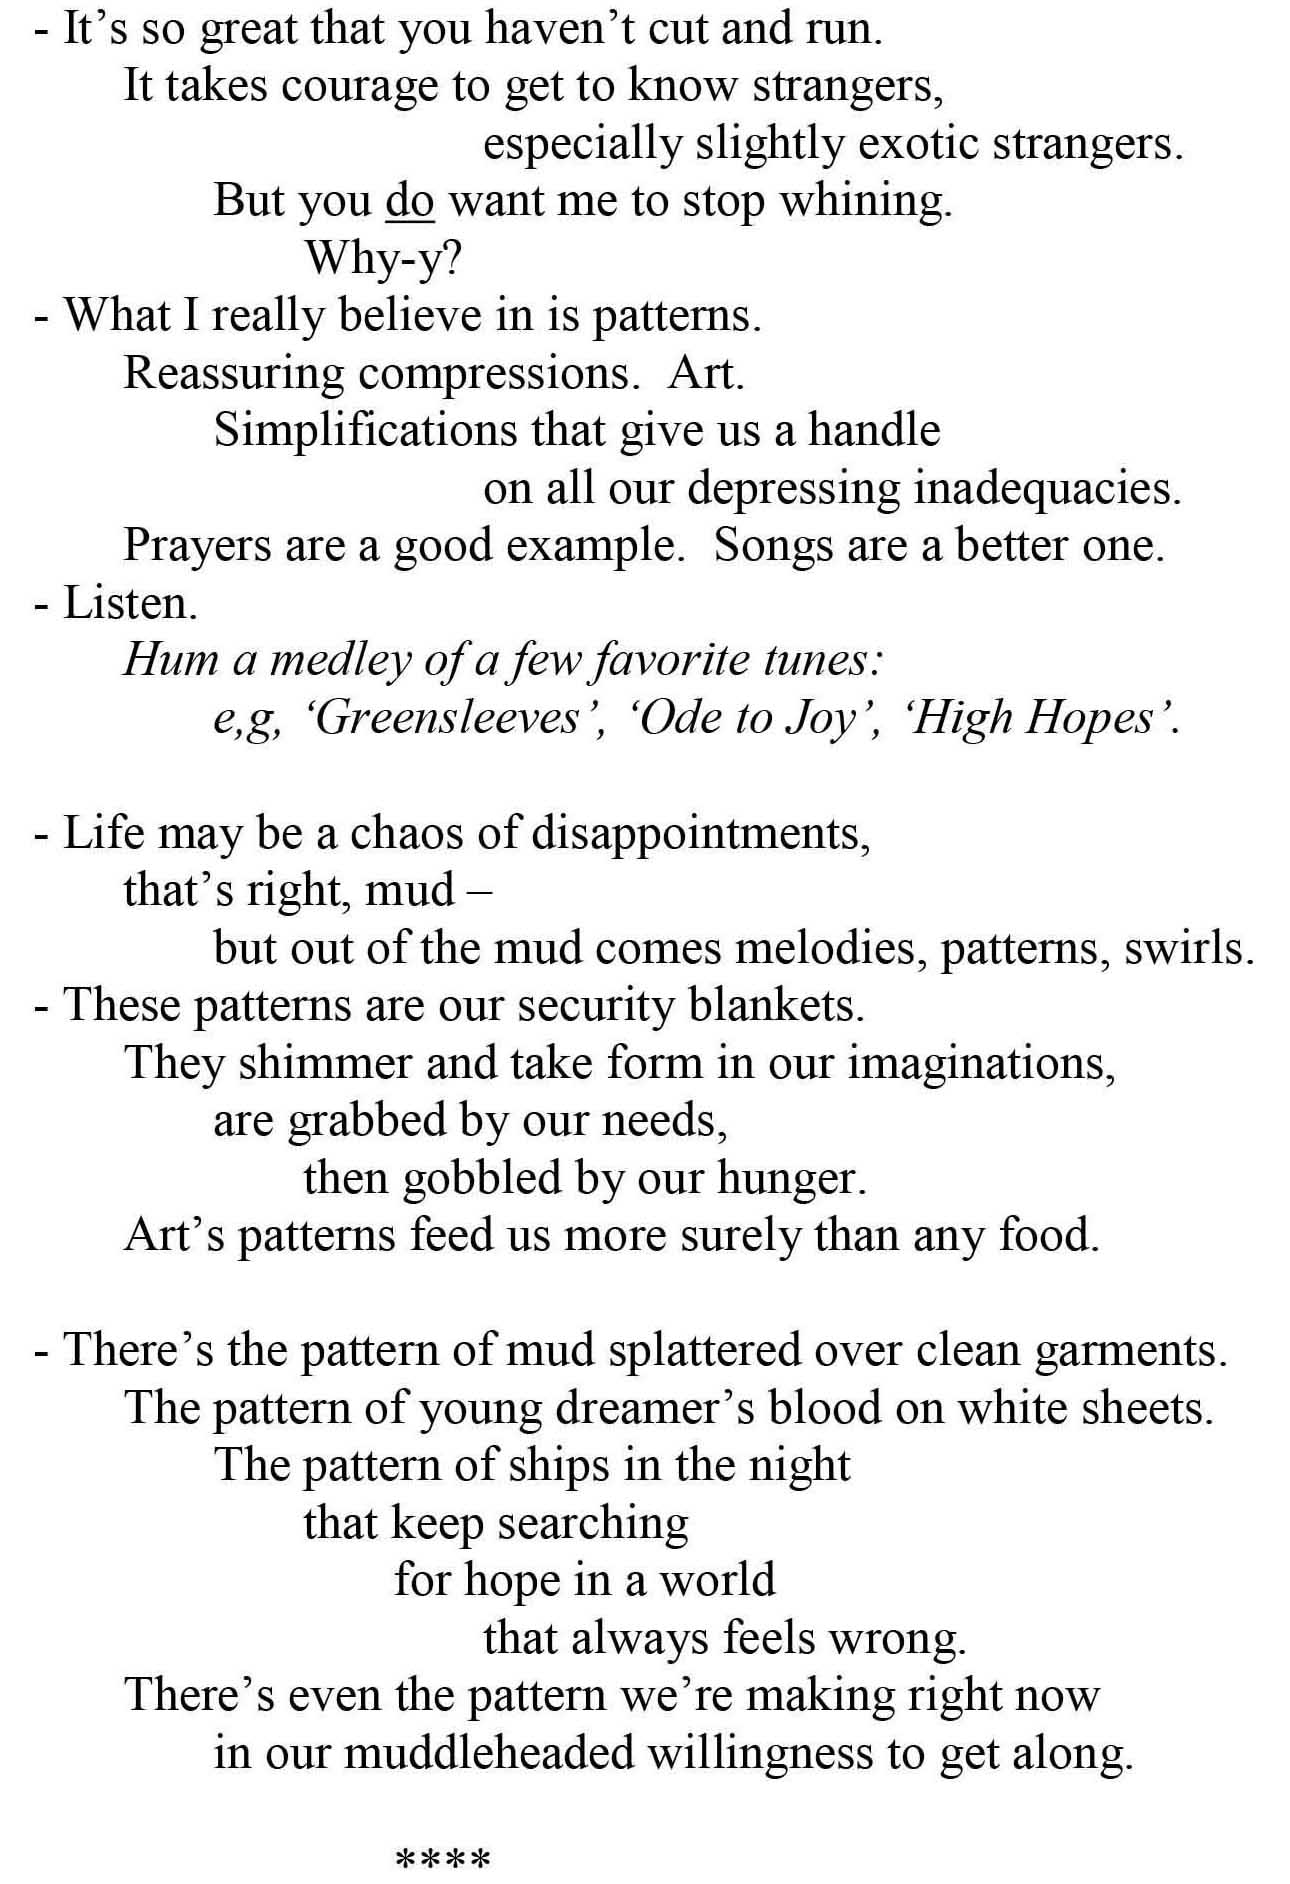 - It’s so great that you haven’t cut and run.
It takes courage to get to know strangers,
especially slightly exotic strangers.
But you do want me to stop whining.
Why-y?
- What I really believe in is patterns.
Reassuring compressions.  Art.
Simplifications that give us a handle
on all our depressing inadequacies.
Prayers are a good example.  Songs are a better one.
- Listen.
Hum a medley of a few favorite tunes:
e,g, ‘Greensleeves’, ‘Ode to Joy’, ‘High Hopes’.
- Life may be a chaos of disappointments,
that’s right, mud –
but out of the mud comes melodies, patterns, swirls.
- These patterns are our security blankets.
They shimmer and take form in our imaginations,
are grabbed by our needs,
then gobbled by our hunger.
Art’s patterns feed us more surely than any food.
- There’s the pattern of mud splattered over clean garments.
The pattern of young dreamer’s blood on white sheets.
The pattern of ships in the night
that keep searching
for hope in a world
that always feels wrong.
There’s even the pattern we’re making right now
in our muddleheaded willingness to get along.
****